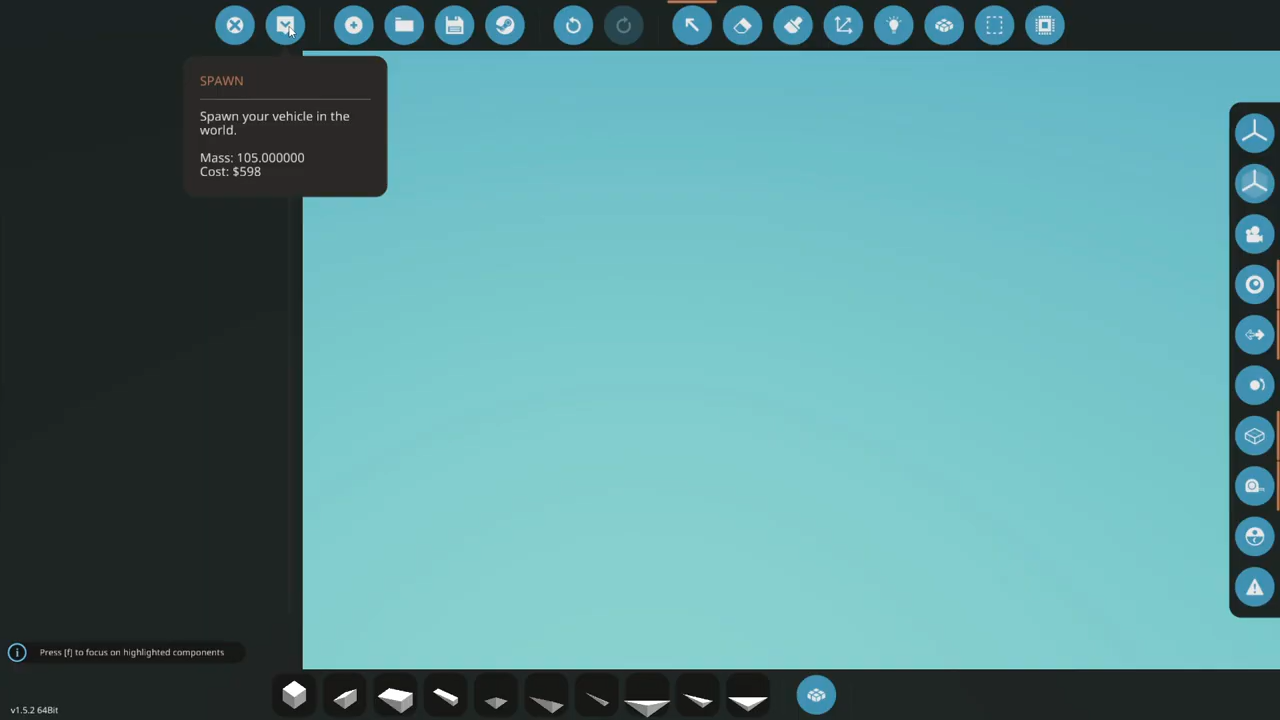 SPAWN
Spawn your vehicle in the
world.
Mass: 105.000000
Cost: $598
Press [f] to focus on highlighted components
v1.5.2 64Bit